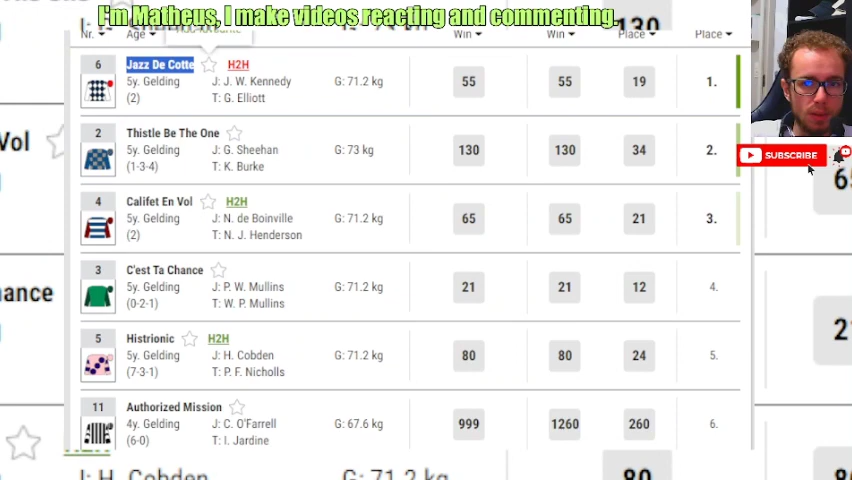 I'm Matheus, I make videos reacting and commenting.
Nr. Age Win Win Place Place
6 Jazz De Cotte H2H
5y. Gelding J: J. W. Kennedy G: 71.2 kg 55 55 19 1.
(2) T: G. Elliott
2 Thistle Be The One
5y. Gelding J: G. Sheehan G: 73 kg 130 130 34 2.
(1-3-4) T: K. Burke
SUBSCRIBE
4 Califet En Vol H2H
5y. Gelding J: N. de Boinville G: 71.2 kg 65 65 21 3.
(2) T: N. J. Henderson
3 C'est Ta Chance
5y. Gelding J: P. W. Mullins G: 71.2 kg 21 21 12 4.
(0-2-1) T: W. P. Mullins
5 Histrionic H2H
5y. Gelding J: H. Cobden G: 71.2 kg 80 80 24 5.
(7-3-1) T: P. F. Nicholls
11 Authorized Mission
4y. Gelding J: C. O'Farrell G: 67.6 kg 999 1260 260 6.
(6-0) T: I. Jardine
J: H. Cobden G: 71.2 kg 80